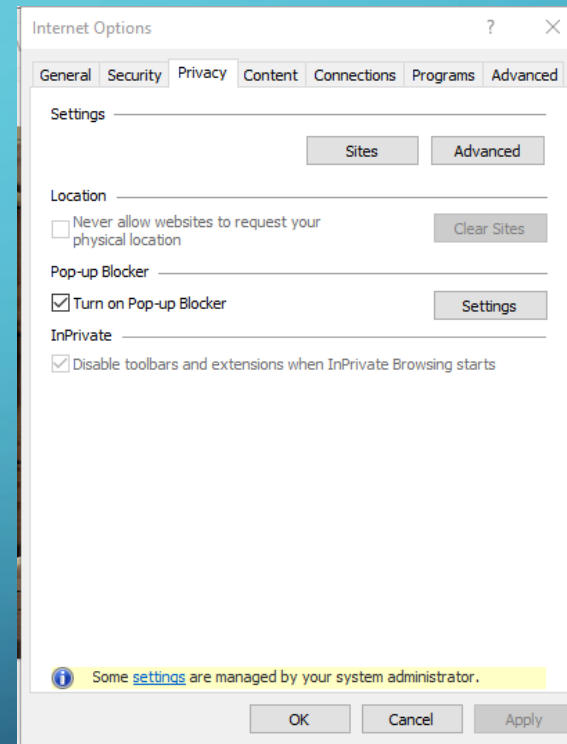 Internet Options ?
General Security Privacy Content Connections Programs Advanced
Settings
Sites Advanced
Location
Never allow websites to request your
physical location
Clear Sites
Pop-up Blocker
Turn on Pop-up Blocker Settings
InPrivate
Disable toolbars and extensions when InPrivate Browsing starts
Some settings are managed by your system administrator.
OK Cancel Apply